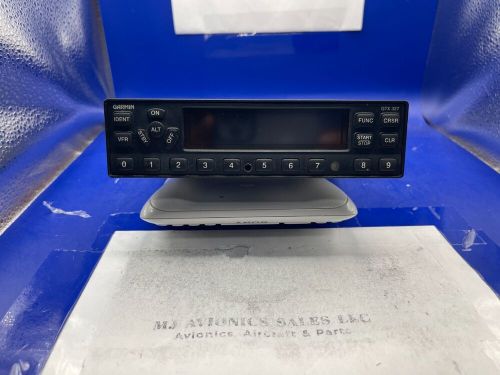 GARMIN
GTX 327
IDENT
ON
FUNC
CRSR
ALT
STBY
OFF
VFR
START
STOP
CLR
0 1 2 3 4 5 6 7 8 9
MJ AVIONICS SALES LLC
Avionics, Aircraft & Parts